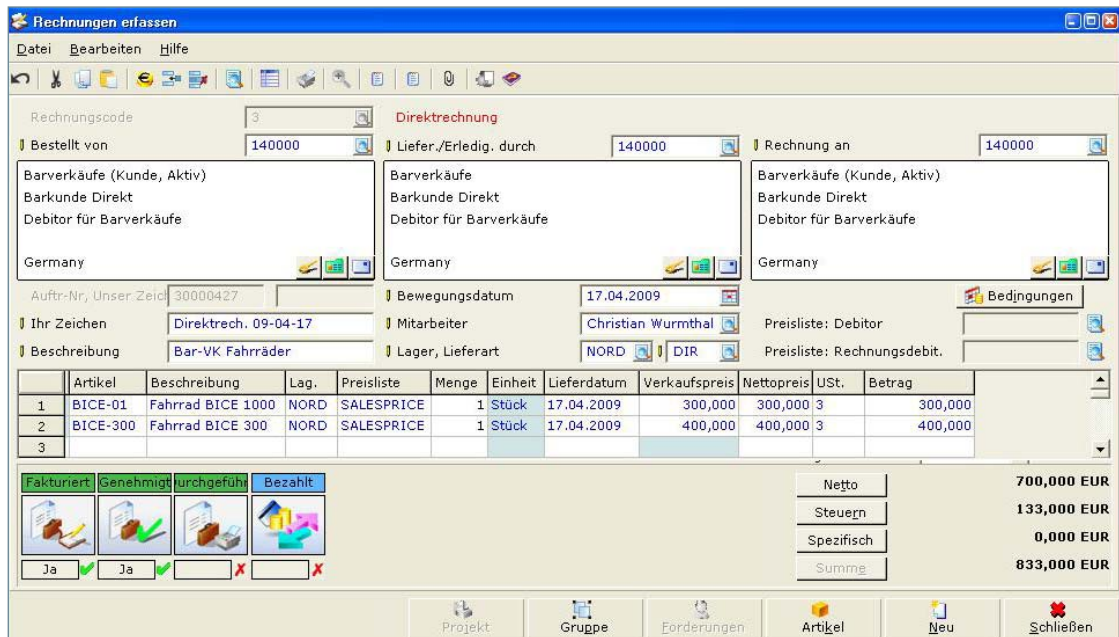 Rechnungen erfassen
Datei Bearbeiten Hilfe
Rechnungscode 3 Direktrechnung
Bestellt von 140000 Liefer./Erledig. durch 140000 Rechnung an 140000
Barverkäufe (Kunde, Aktiv) Barverkäufe Barverkäufe (Kunde, Aktiv)
Barkunde Direkt Barkunde Direkt Barkunde Direkt
Debitor für Barverkäufe Debitor für Barverkäufe Debitor für Barverkäufe
Germany Germany Germany
Auftr-Nr, Unser Zeich 30000427 Bewegungsdatum 17.04.2009 Bedingungen
Ihr Zeichen Direktrech. 09-04-17 Mitarbeiter Christian Wurmthal Preisliste: Debitor
Beschreibung Bar-VK Fahrräder Lager, Lieferart NORD DIR Preisliste: Rechnungsdebit.
Artikel Beschreibung Lag. Preisliste Menge Einheit Lieferdatum Verkaufspreis Nettopreis USt. Betrag
1 BICE-01 Fahrrad BICE 1000 NORD SALESPRICE 1 Stück 17.04.2009 300,000 300,000 3 300,000
2 BICE-300 Fahrrad BICE 300 NORD SALESPRICE 1 Stück 17.04.2009 400,000 400,000 3 400,000
3
Fakturiert Genehmigt urchgeführ Bezahlt Netto 700,000 EUR
Steuern 133,000 EUR
Spezifisch 0,000 EUR
Ja Ja Summe 833,000 EUR
Projekt Gruppe Forderungen Artikel Neu Schließen